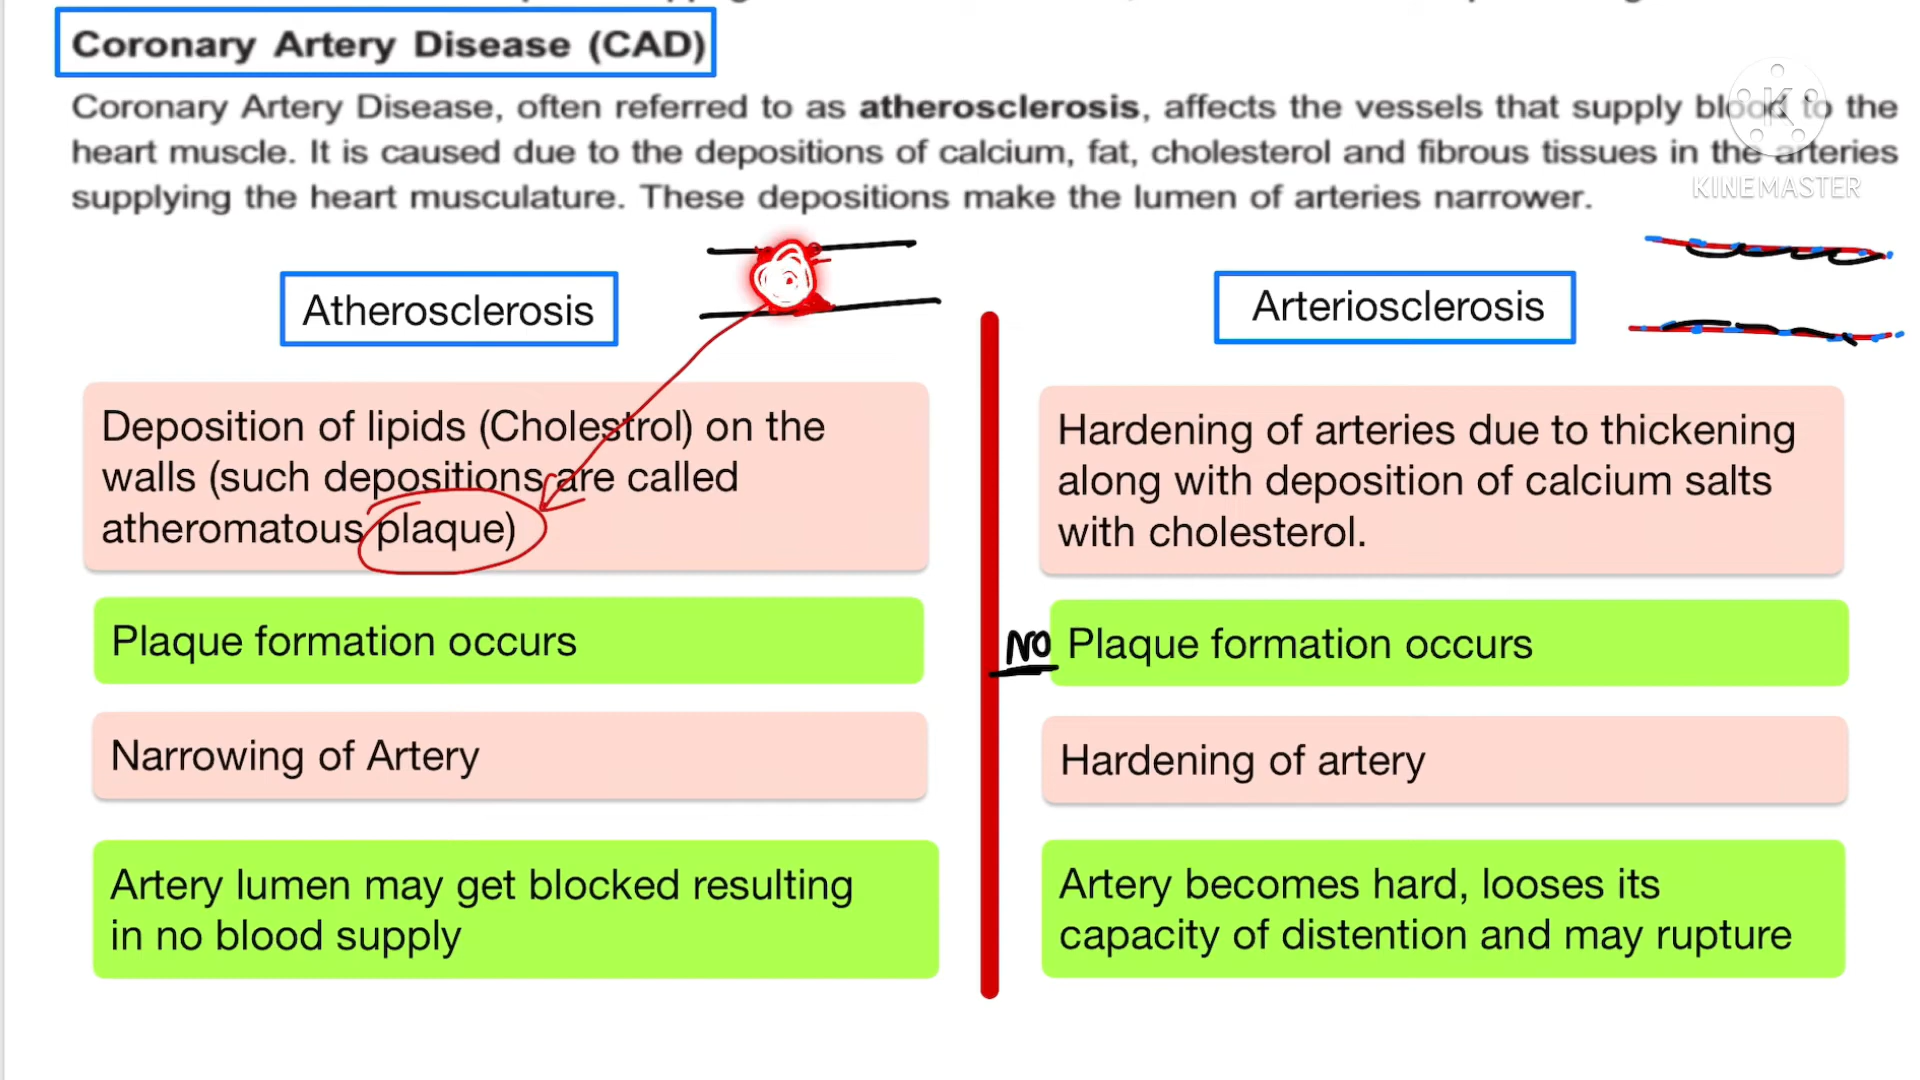 Coronary Artery Disease (CAD)
Coronary Artery Disease, often referred to as atherosclerosis, affects the vessels that supply blood to the
heart muscle. It is caused due to the depositions of calcium, fat, cholesterol and fibrous tissues in the arteries
supplying the heart musculature. These depositions make the lumen of arteries narrower.
KINEMASTER
Atherosclerosis
Deposition of lipids (Cholestrol) on the
walls (such depositions are called
atheromatous plaque)
Plaque formation occurs
Narrowing of Artery
Artery lumen may get blocked resulting
in no blood supply
Arteriosclerosis
Hardening of arteries due to thickening
along with deposition of calcium salts
with cholesterol.
NO Plaque formation occurs
Hardening of artery
Artery becomes hard, looses its
capacity of distention and may rupture